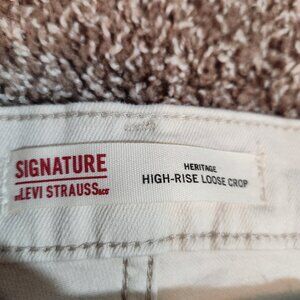 SIGNATURE
BY LEVI STRAUSS & CO.
HERITAGE
HIGH-RISE LOOSE CROP